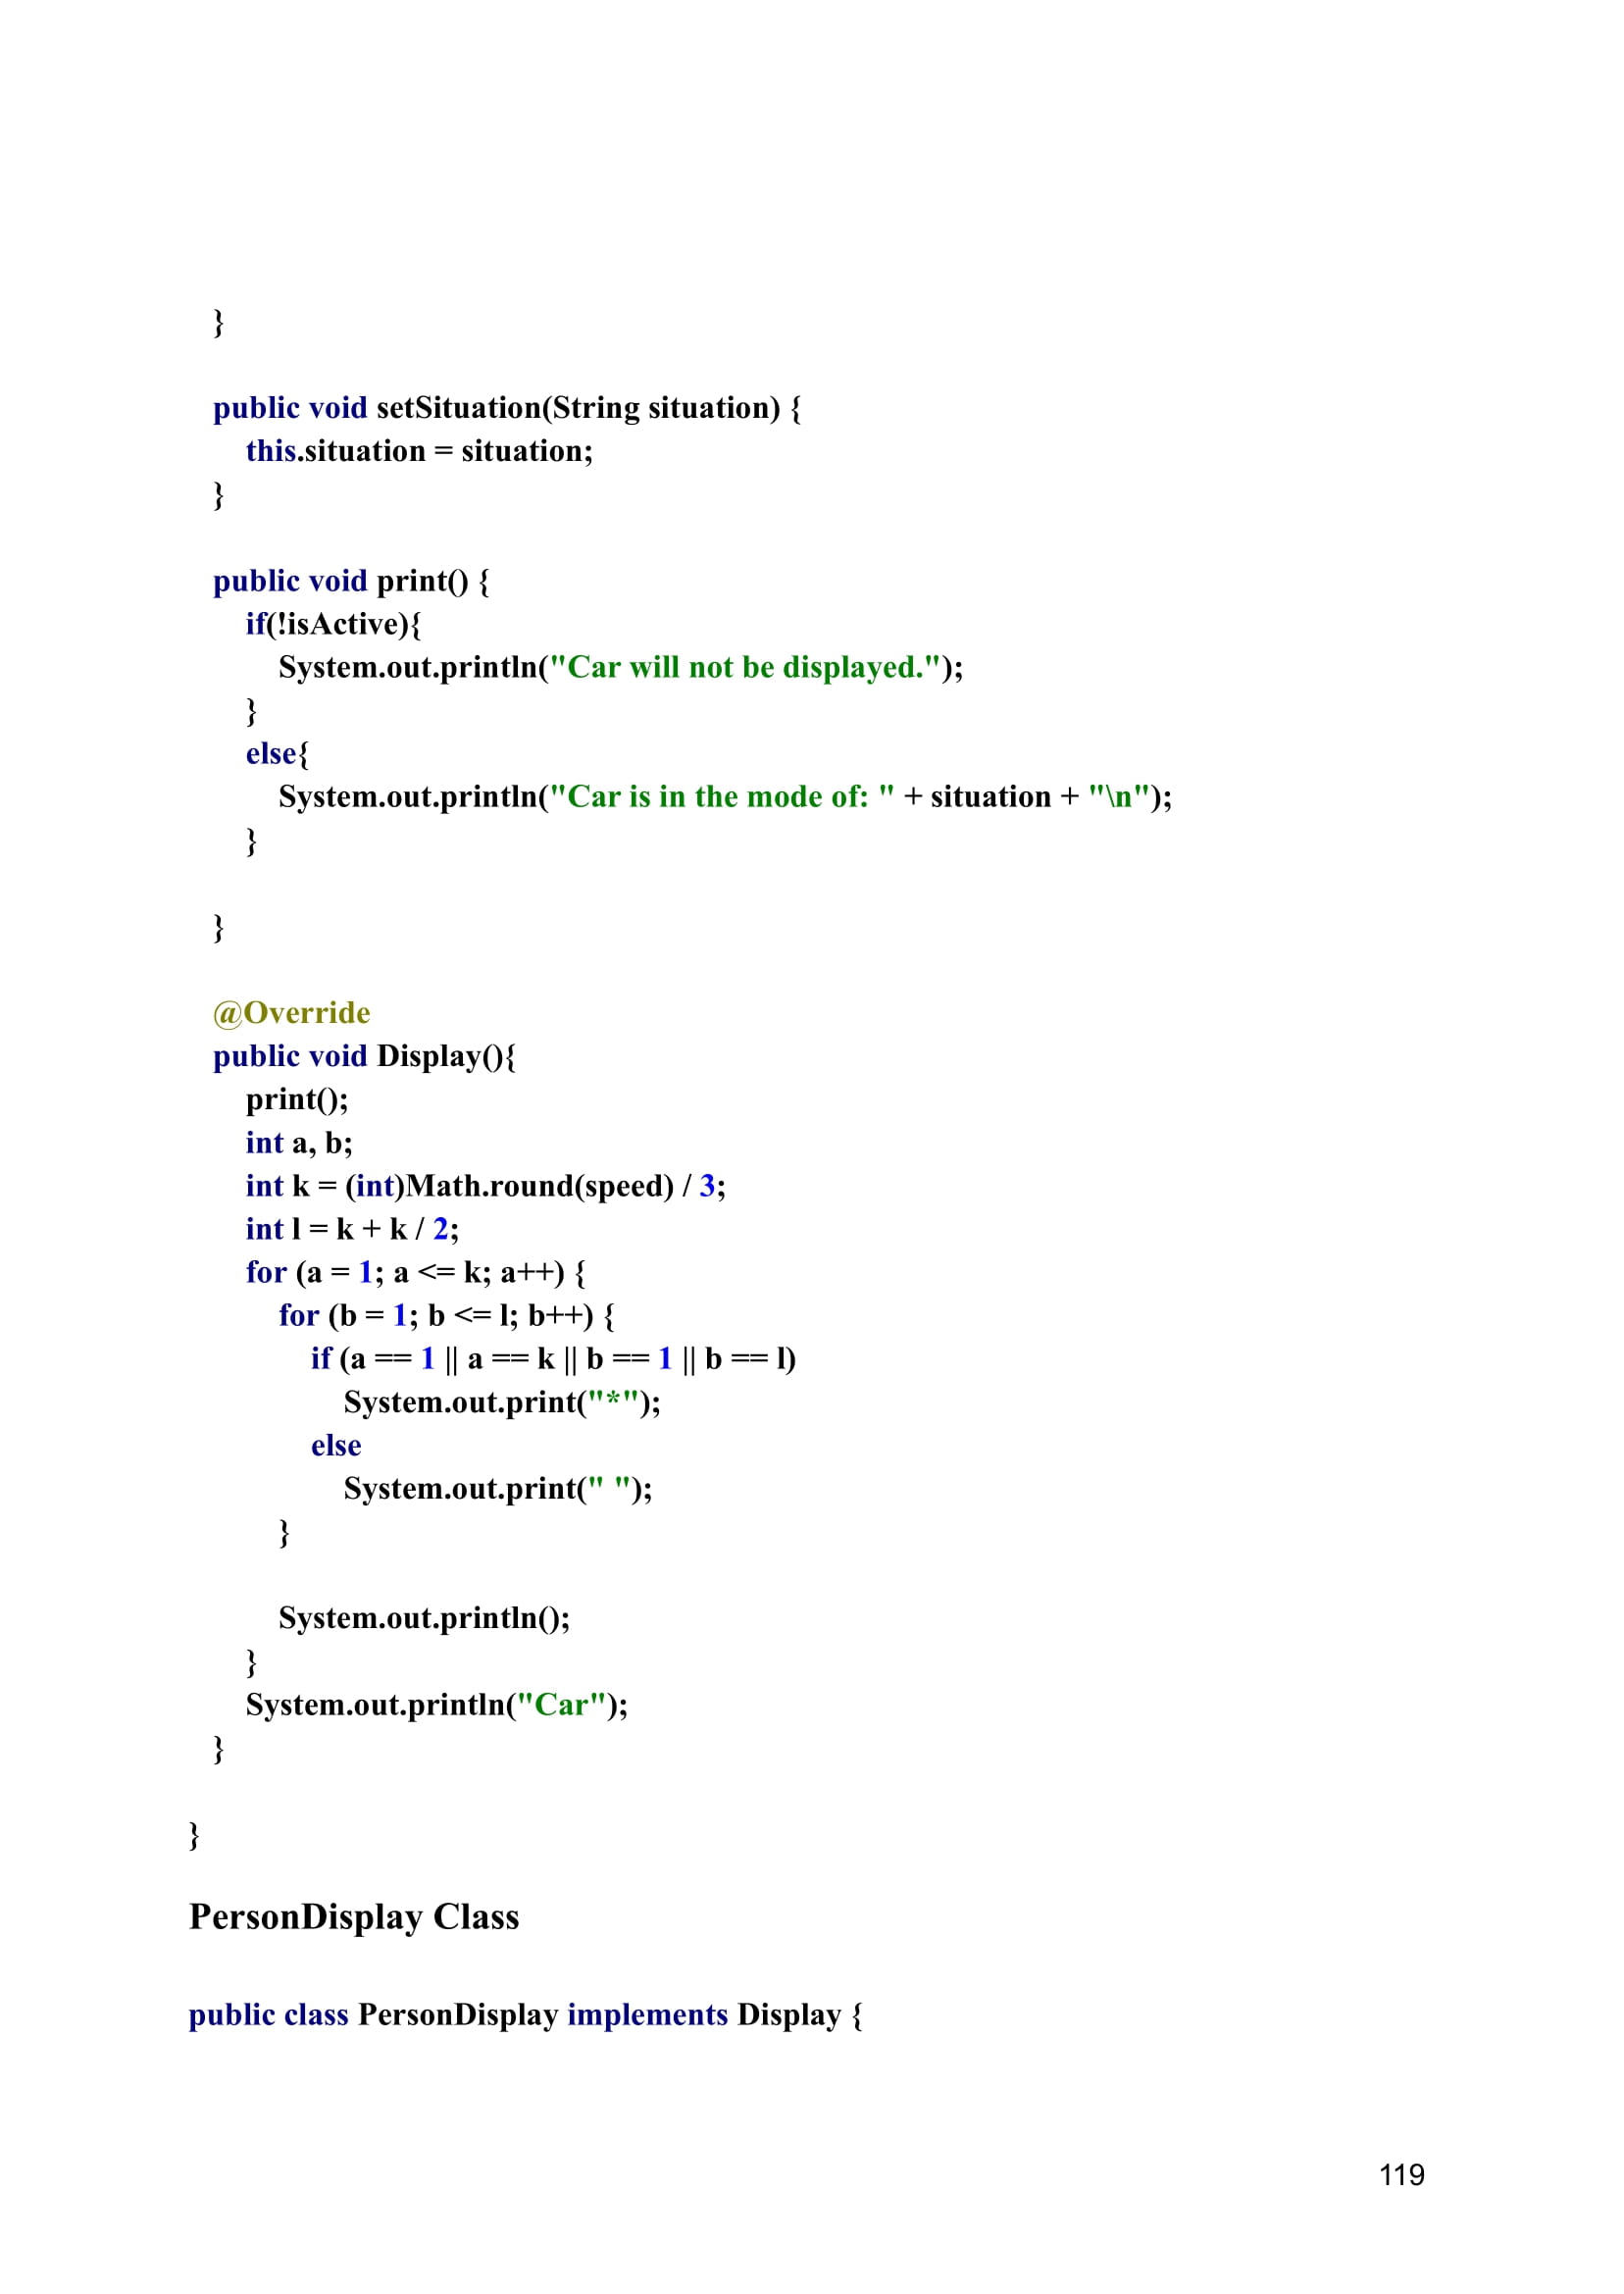 }
public void setSituation(String situation) {
this.situation = situation;
}
public void print() {
if(!isActive){
System.out.println("Car will not be displayed.");
}
else{
System.out.println("Car is in the mode of: " + situation + "\n");
}
}
@Override
public void Display(){
print();
int a, b;
int k = (int)Math.round(speed) / 3;
int l = k + k / 2;
for (a = 1; a <= k; a++) {
for (b = 1; b <= l; b++) {
if (a == 1 || a == k || b == 1 || b == l)
System.out.print("*");
else
System.out.print(" ");
}
System.out.println();
}
System.out.println("Car");
}
}
PersonDisplay Class
public class PersonDisplay implements Display {
119